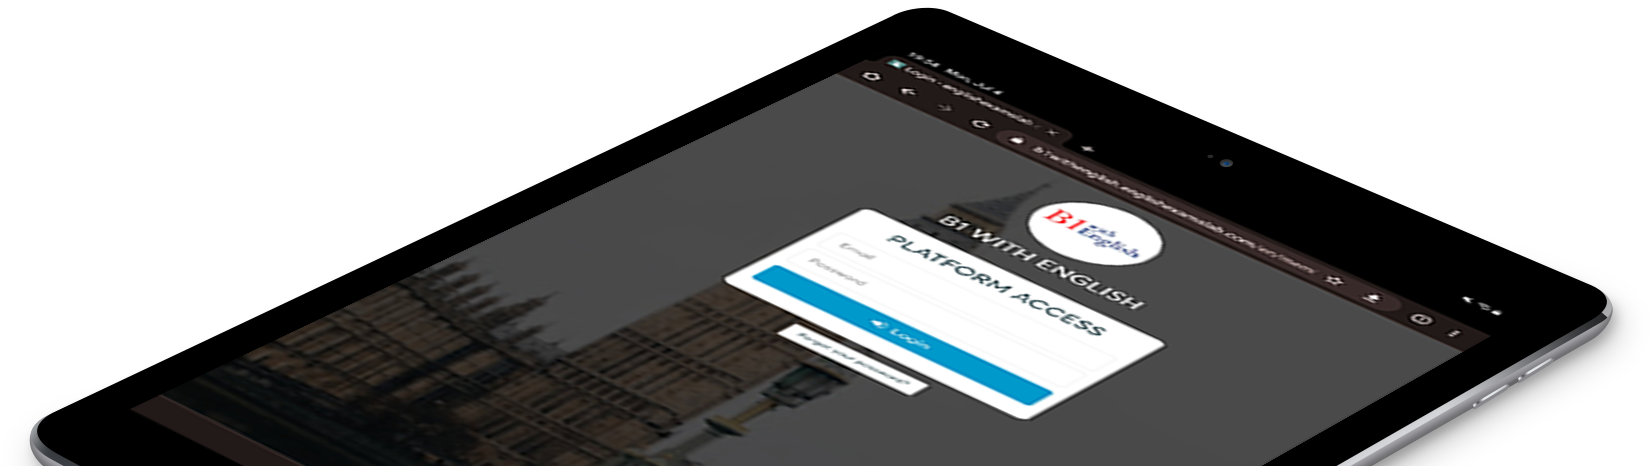 19:54 Mon, Jul 4
Login - englishexamslab.
b1withenglish.englishexamslab.com/en/mem
B1 with
English
B1 WITH ENGLISH
PLATFORM ACCESS
Email
Password
Login
Forgot your password?